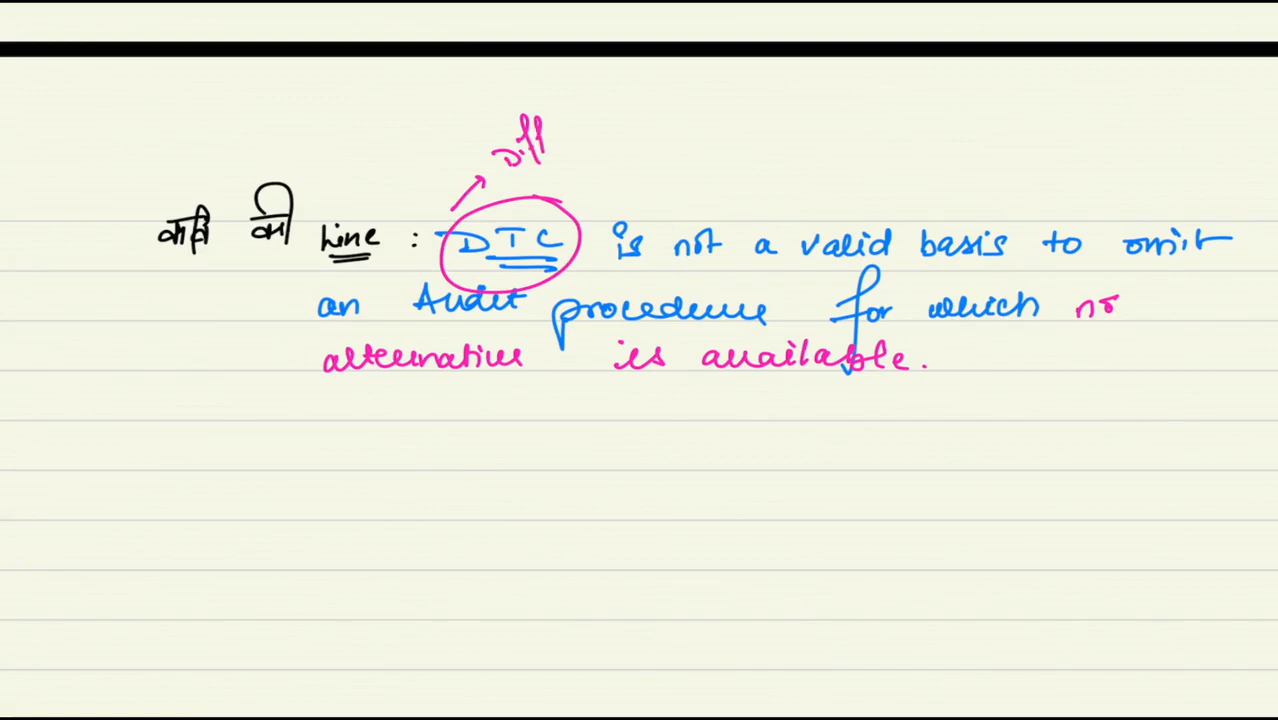 Diff
Line : DTC is not a valid basis to omit
an Audit procedure for which no
alternative is available.